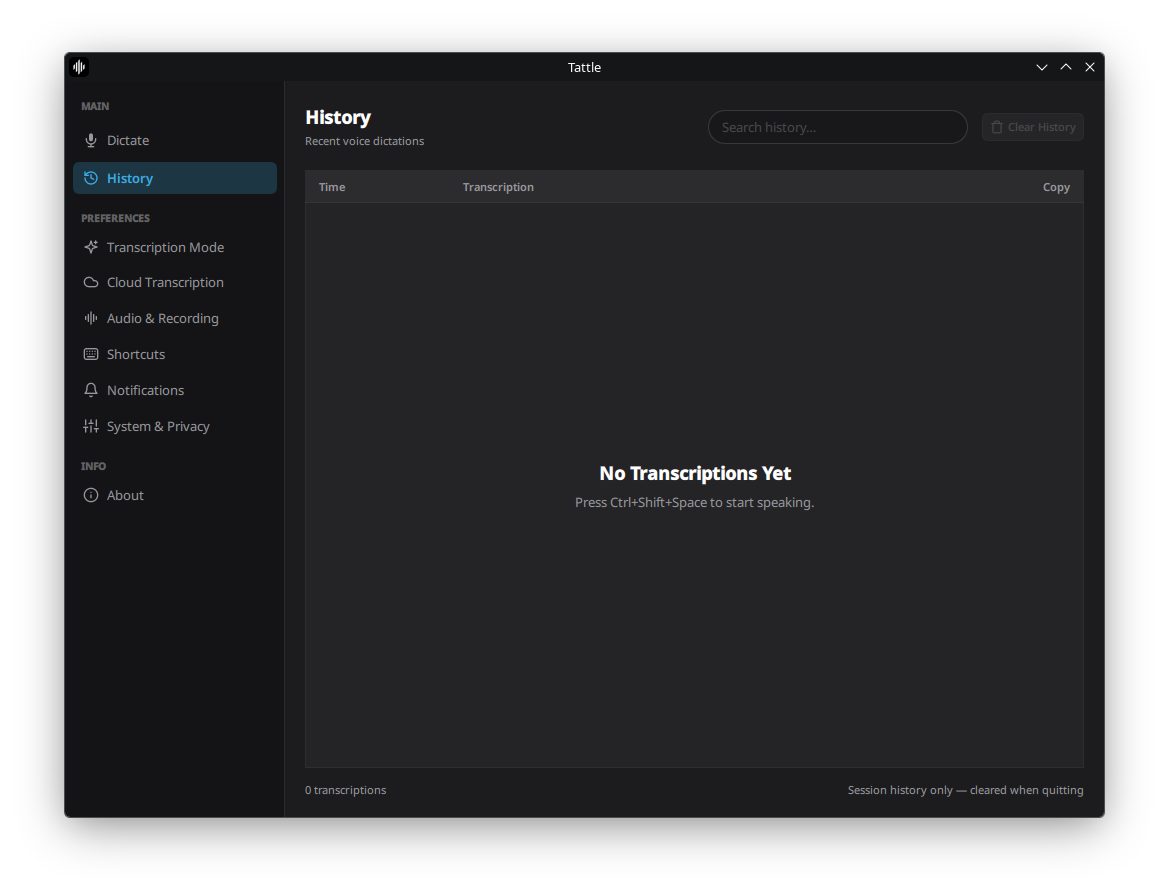 Tattle
MAIN
Dictate
History
PREFERENCES
Transcription Mode
Cloud Transcription
Audio & Recording
Shortcuts
Notifications
System & Privacy
INFO
About
History
Recent voice dictations
Search history...
Clear History
Time Transcription Copy
No Transcriptions Yet
Press Ctrl+Shift+Space to start speaking.
0 transcriptions
Session history only — cleared when quitting